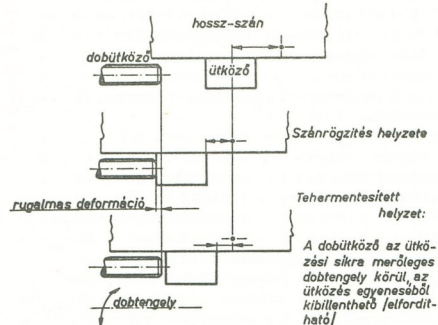 hossz-szán
dobütköző
ütköző
Szánrögzítés helyzete
rugalmas deformáció
Tehermentesített
helyzet:
A dobütköző az ütkö-
zési síkra merőleges
dobtengely körül, az
ütközés egyeneséből
kibillenthető /elfordít-
ható/
dobtengely